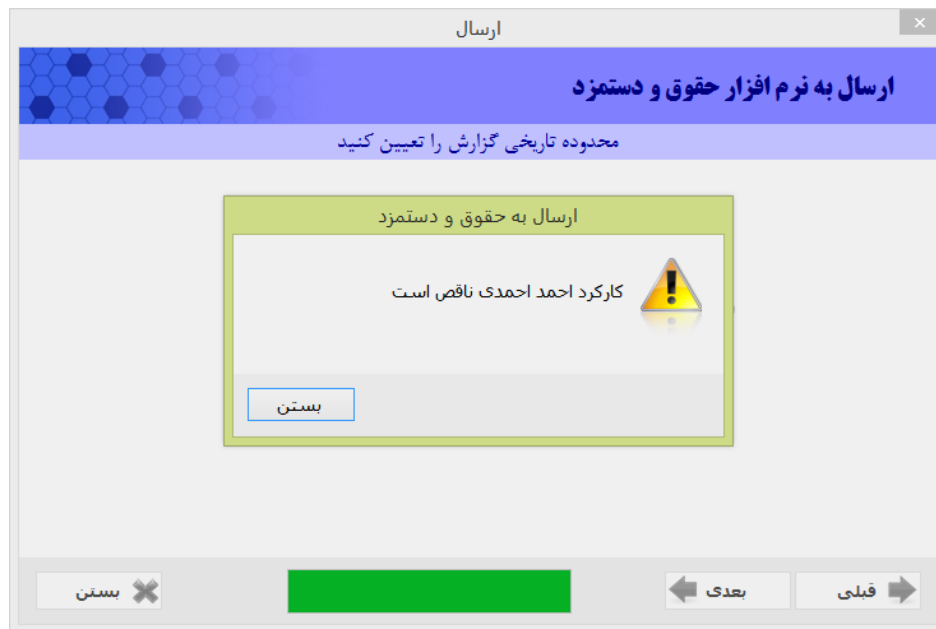 ارسال
ارسال به نرم افزار حقوق و دستمزد
محدوده تاریخی گزارش را تعیین کنید
ارسال به حقوق و دستمزد
کارکرد احمد احمدی ناقص است
بستن
قبلی
بعدی
بستن